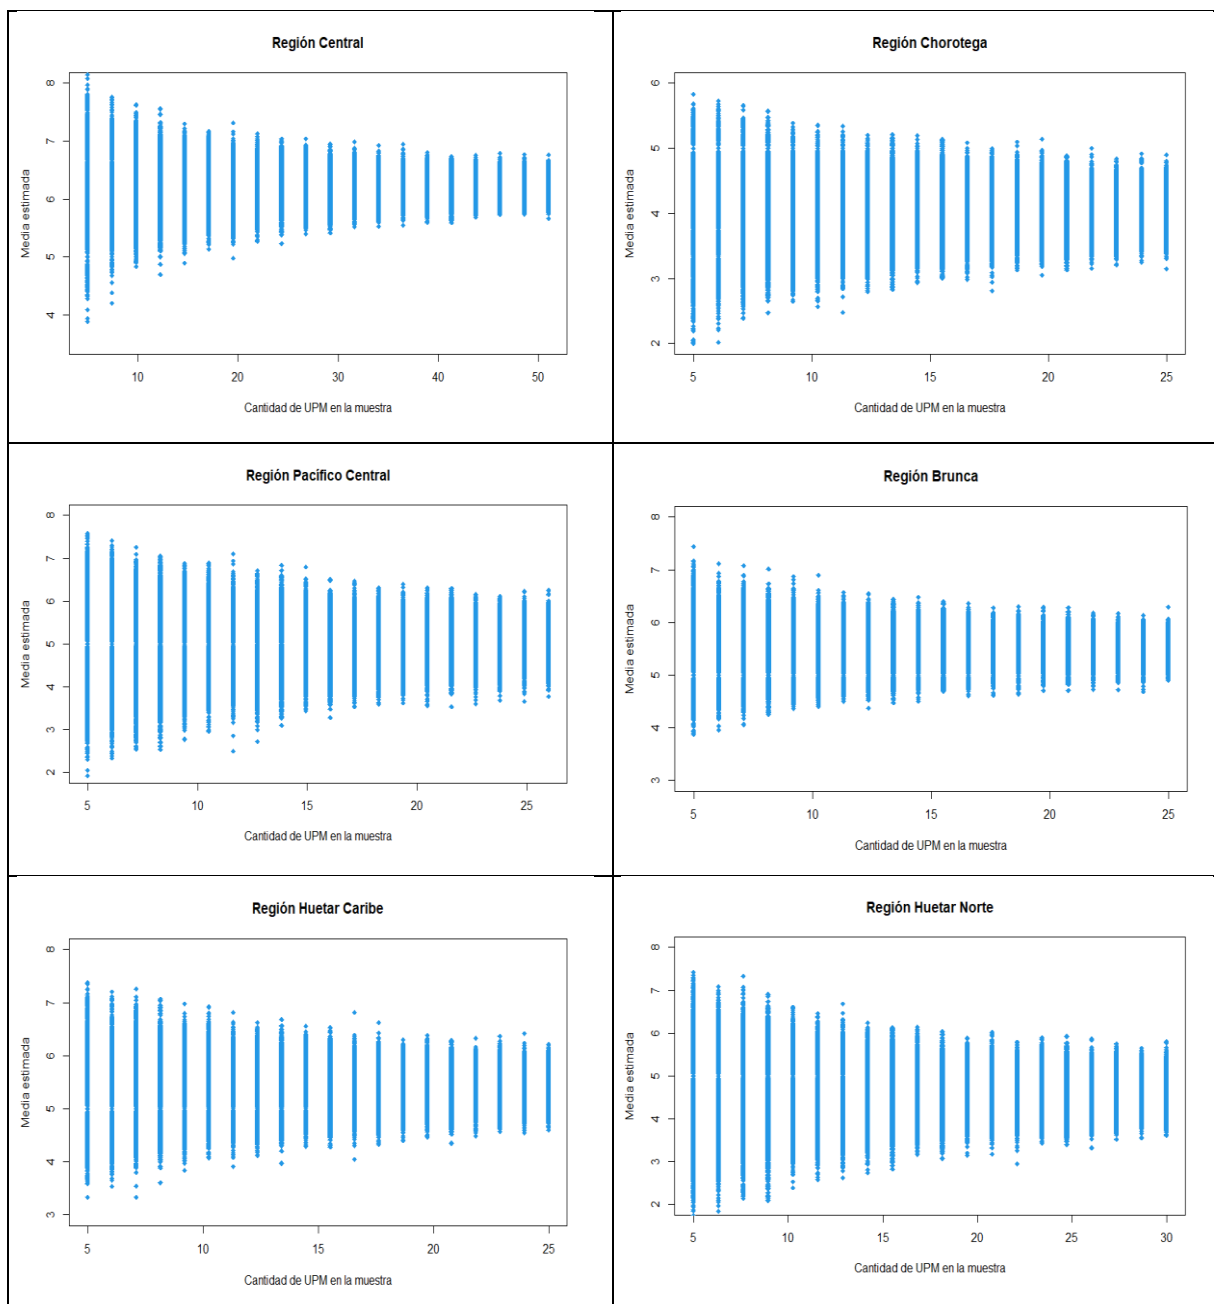 Región Central
8
7
6
5
4
Media estimada
10 20 30 40 50
Cantidad de UPM en la muestra
Región Chorotega
6
5
4
3
2
Media estimada
5 10 15 20 25
Cantidad de UPM en la muestra
Región Pacífico Central
8
7
6
5
4
3
2
Media estimada
5 10 15 20 25
Cantidad de UPM en la muestra
Región Brunca
8
7
6
5
4
3
Media estimada
5 10 15 20 25
Cantidad de UPM en la muestra
Región Huetar Caribe
8
7
6
5
4
3
Media estimada
5 10 15 20 25
Cantidad de UPM en la muestra
Región Huetar Norte
8
7
6
5
4
3
2
Media estimada
5 10 15 20 25 30
Cantidad de UPM en la muestra